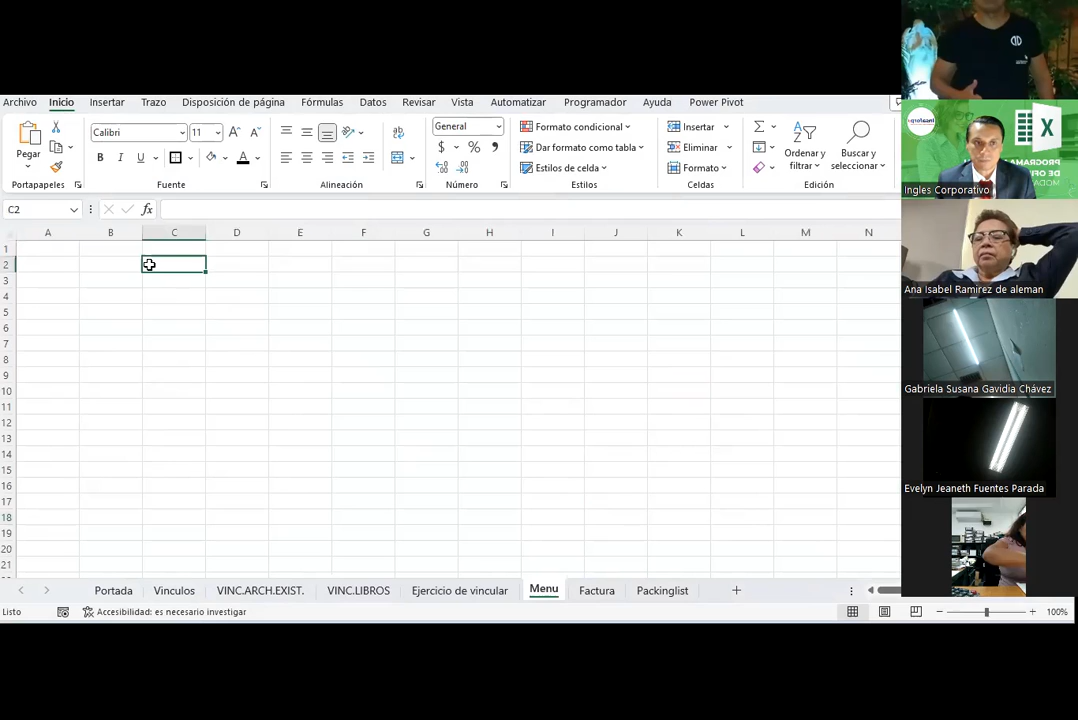 Archivo Inicio Insertar Trazo Disposición de página Fórmulas Datos Revisar Vista Automatizar Programador Ayuda Power Pivot
Pegar
Portapapeles
Calibri 11
N K S
Fuente
Alineación
General
$ % 000
Número
Formato condicional
Dar formato como tabla
Estilos de celda
Estilos
Insertar
Eliminar
Formato
Celdas
Ordenar y filtrar
Buscar y seleccionar
Edición
C2
fx
A B C D E F G H I J K L M N
1
2
3
4
5
6
7
8
9
10
11
12
13
14
15
16
17
18
19
20
21
Portada Vinculos VINC.ARCH.EXIST. VINC.LIBROS Ejercicio de vincular Menu Factura Packinglist
Listo Accesibilidad: es necesario investigar 100%
Ingles Corporativo
Ana Isabel Ramirez de aleman
Gabriela Susana Gavidia Chávez
Evelyn Jeaneth Fuentes Parada